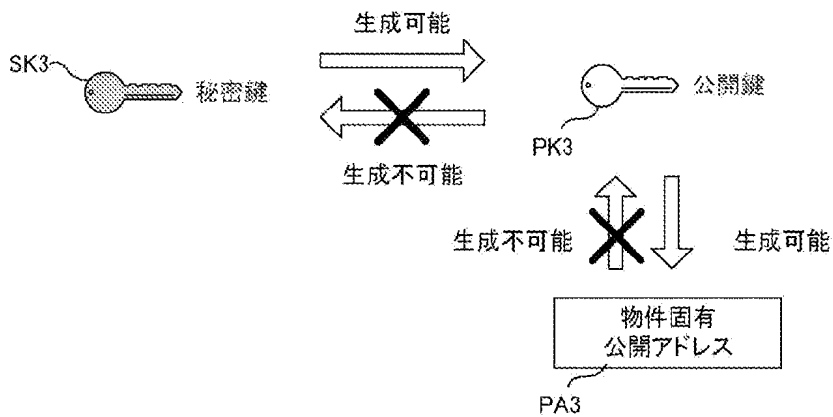 生成可能
SK3
秘密鍵
公開鍵
PK3
生成不可能
生成不可能
生成可能
物件固有
公開アドレス
PA3